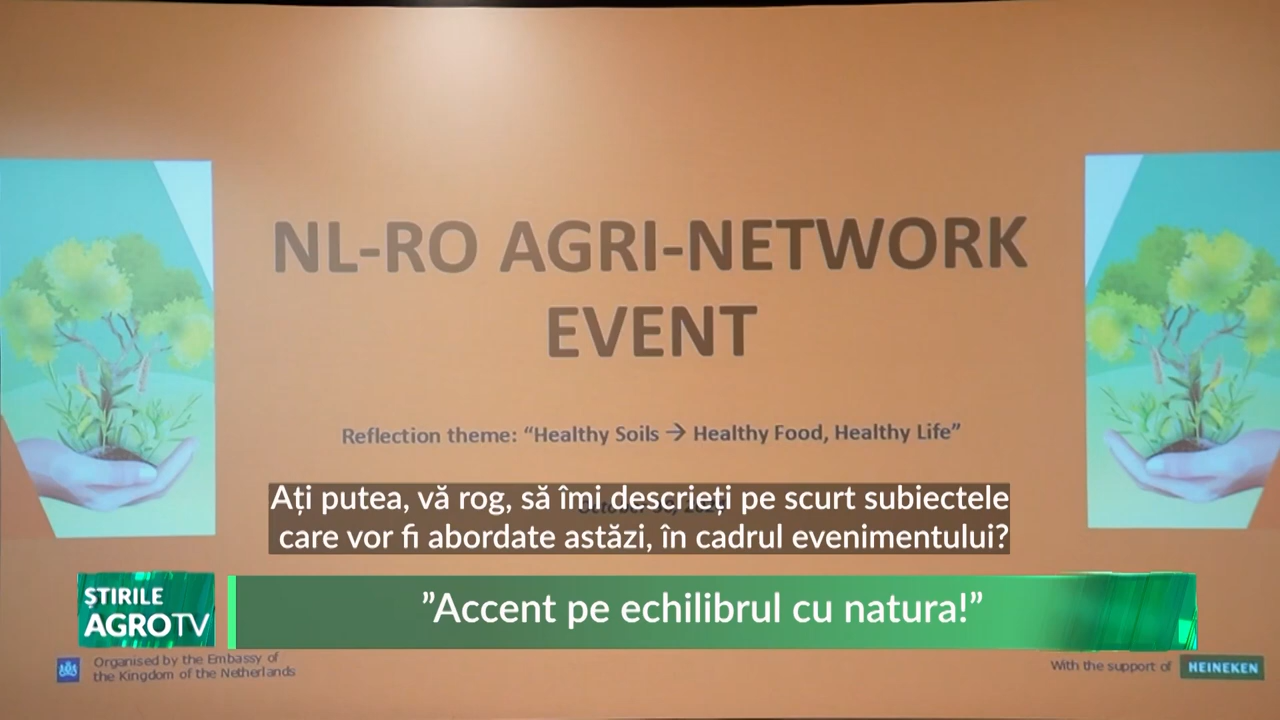 NL-RO AGRI-NETWORK
EVENT
Reflection theme: “Healthy Soils → Healthy Food, Healthy Life”
Ați putea, vă rog, să îmi descrieți pe scurt subiectele
care vor fi abordate astăzi, în cadrul evenimentului?
ȘTIRILE
AGROTV
”Accent pe echilibrul cu natura!”
Organised by the Embassy of
the Kingdom of the Netherlands
With the support of HEINEKEN